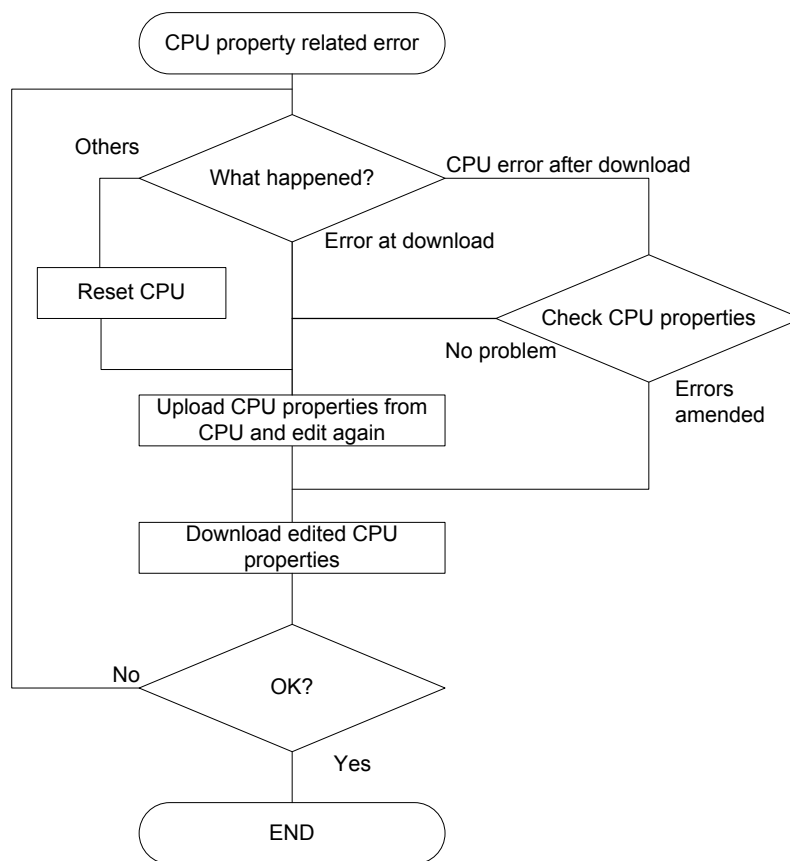 CPU property related error
Others
What happened?
CPU error after download
Error at download
Reset CPU
Check CPU properties
No problem
Errors
amended
Upload CPU properties from
CPU and edit again
Download edited CPU
properties
No
OK?
Yes
END